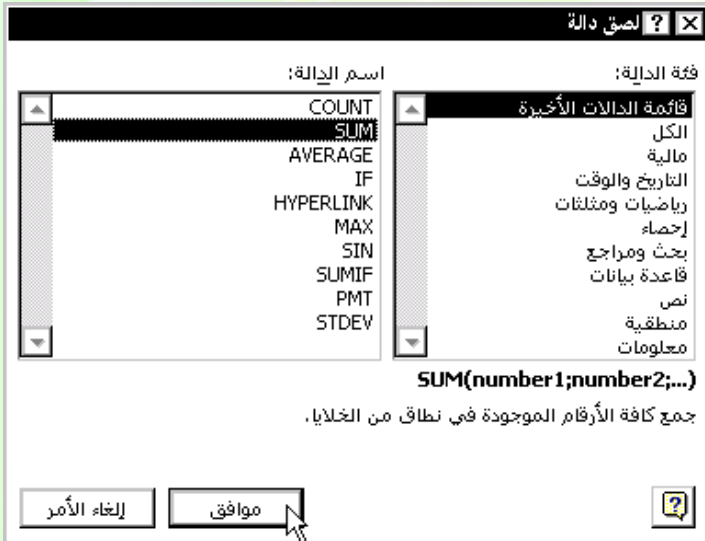 لصق دالة
فئة الدالة:
قائمة الدالات الأخيرة
الكل
مالية
التاريخ والوقت
رياضيات ومثلثات
إحصاء
بحث ومراجع
قاعدة بيانات
نص
منطقية
معلومات
اسم الدالة:
COUNT
SUM
AVERAGE
IF
HYPERLINK
MAX
SIN
SUMIF
PMT
STDEV
SUM(number1;number2;...)
جمع كافة الأرقام الموجودة في نطاق من الخلايا.
موافق
إلغاء الأمر